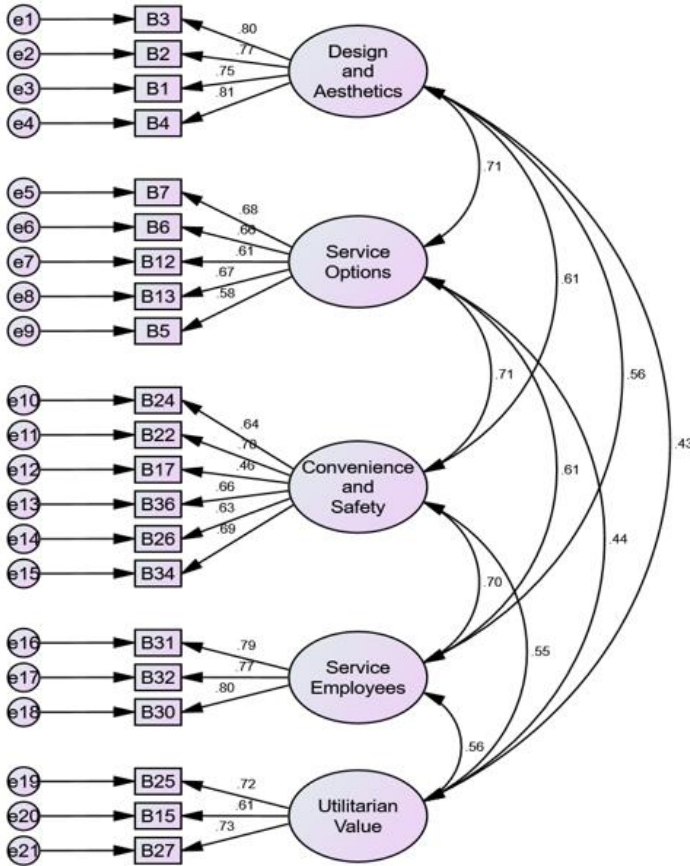 e1 B3 .80
e2 B2 .77
e3 B1 .75
e4 B4 .81
Design
and
Aesthetics
.71
e5 B7 .68
e6 B6 .66
e7 B12 .61
e8 B13 .67
e9 B5 .58
Service
Options
.61
.71
.56
.43
e10 B24 .64
e11 B22 .70
e12 B17 .46
e13 B36 .66
e14 B26 .63
e15 B34 .69
Convenience
and
Safety
.61
.44
.70
.55
e16 B31 .79
e17 B32 .77
e18 B30 .80
Service
Employees
.56
e19 B25 .72
e20 B15 .61
e21 B27 .73
Utilitarian
Value